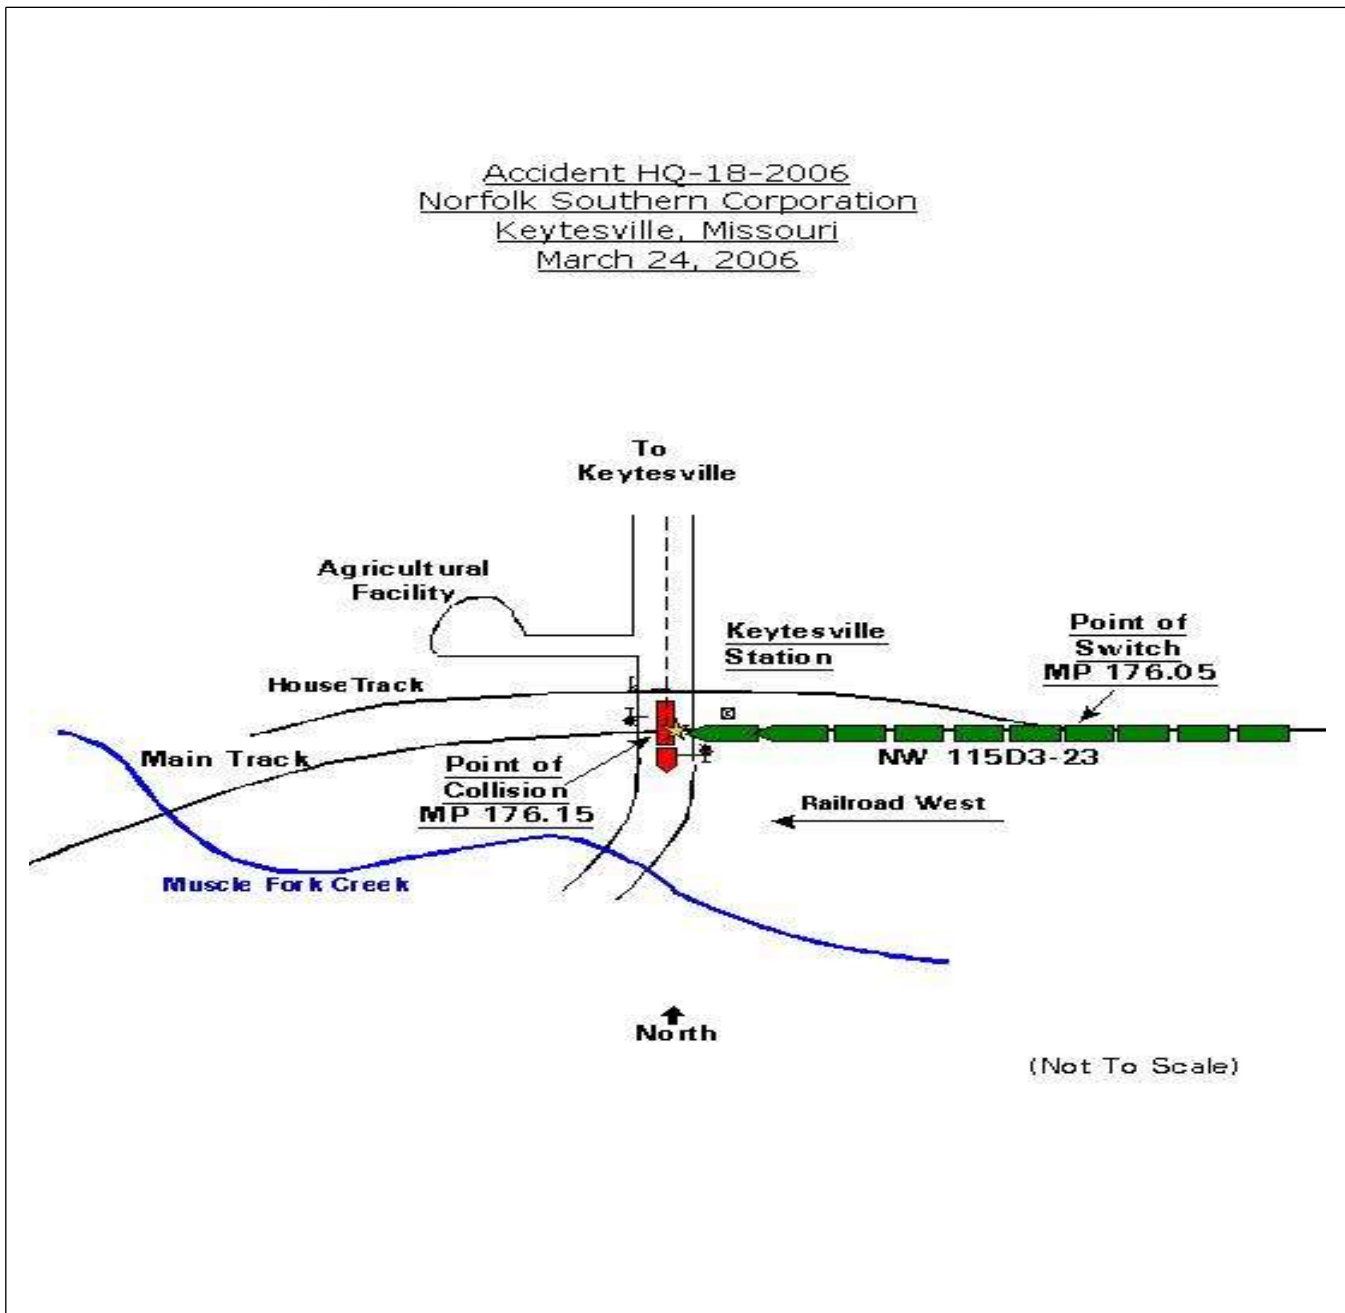 Accident HQ-18-2006
Norfolk Southern Corporation
Keytesville, Missouri
March 24, 2006
To
Keytesville
Agricultural
Facility
Keytesville
Station
Point of
Switch
MP 176.05
House Track
Main Track
Point of
Collision
MP 176.15
NW 115D3-23
Railroad West
Muscle Fork Creek
North
(Not To Scale)